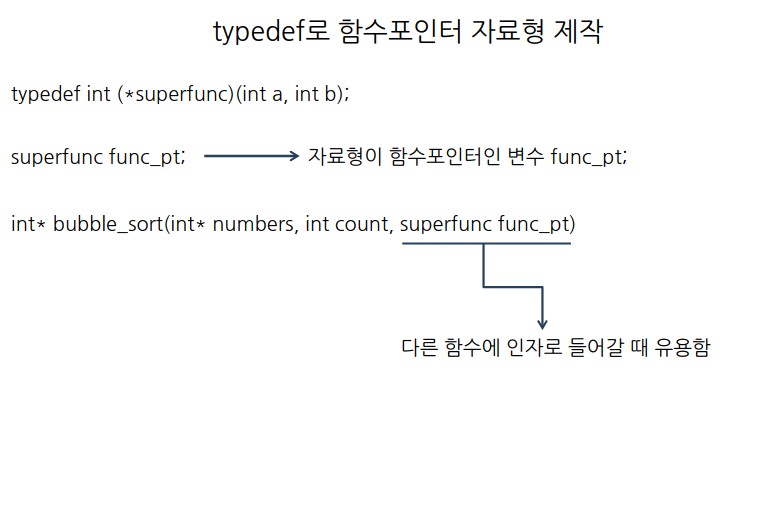 typedef로 함수포인터 자료형 제작
typedef int (*superfunc)(int a, int b);
superfunc func_pt; 자료형이 함수포인터인 변수 func_pt;
int* bubble_sort(int* numbers, int count, superfunc func_pt)
다른 함수에 인자로 들어갈 때 유용함